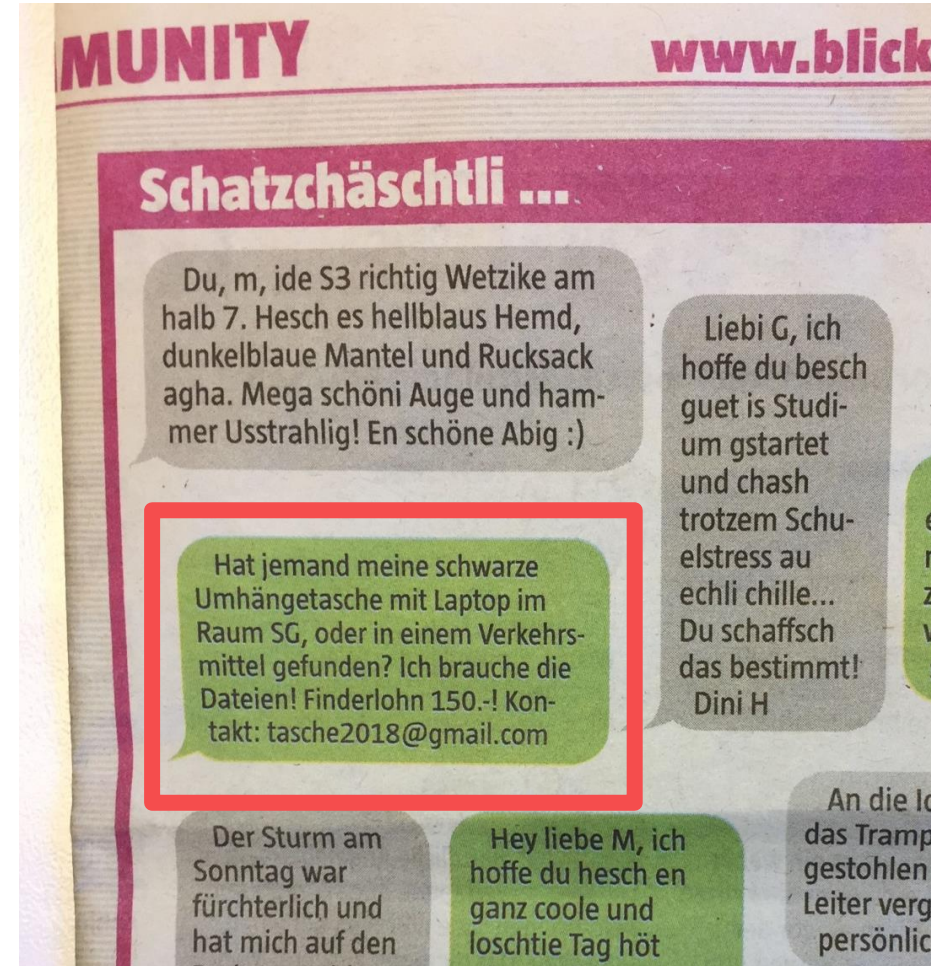 MUNITY
www.blick
Schatzchäschtli ...
Du, m, ide S3 richtig Wetzike am
halb 7. Hesch es hellblaus Hemd,
dunkelblaue Mantel und Rucksack
agha. Mega schöni Auge und ham-
mer Usstrahlig! En schöne Abig :)
Liebi G, ich
hoffe du besch
guet is Studi-
um gstartet
und chash
trotzem Schu-
elstress au
echli chille...
Du schaffsch
das bestimmt!
Dini H
Hat jemand meine schwarze
Umhängetasche mit Laptop im
Raum SG, oder in einem Verkehrs-
mittel gefunden? Ich brauche die
Dateien! Finderlohn 150.-! Kon-
takt: tasche2018@gmail.com
Der Sturm am
Sonntag war
fürchterlich und
hat mich auf den
Hey liebe M, ich
hoffe du hesch en
ganz coole und
loschtie Tag höt
An die
das Tramp
gestohlen
Leiter verg
persönlic